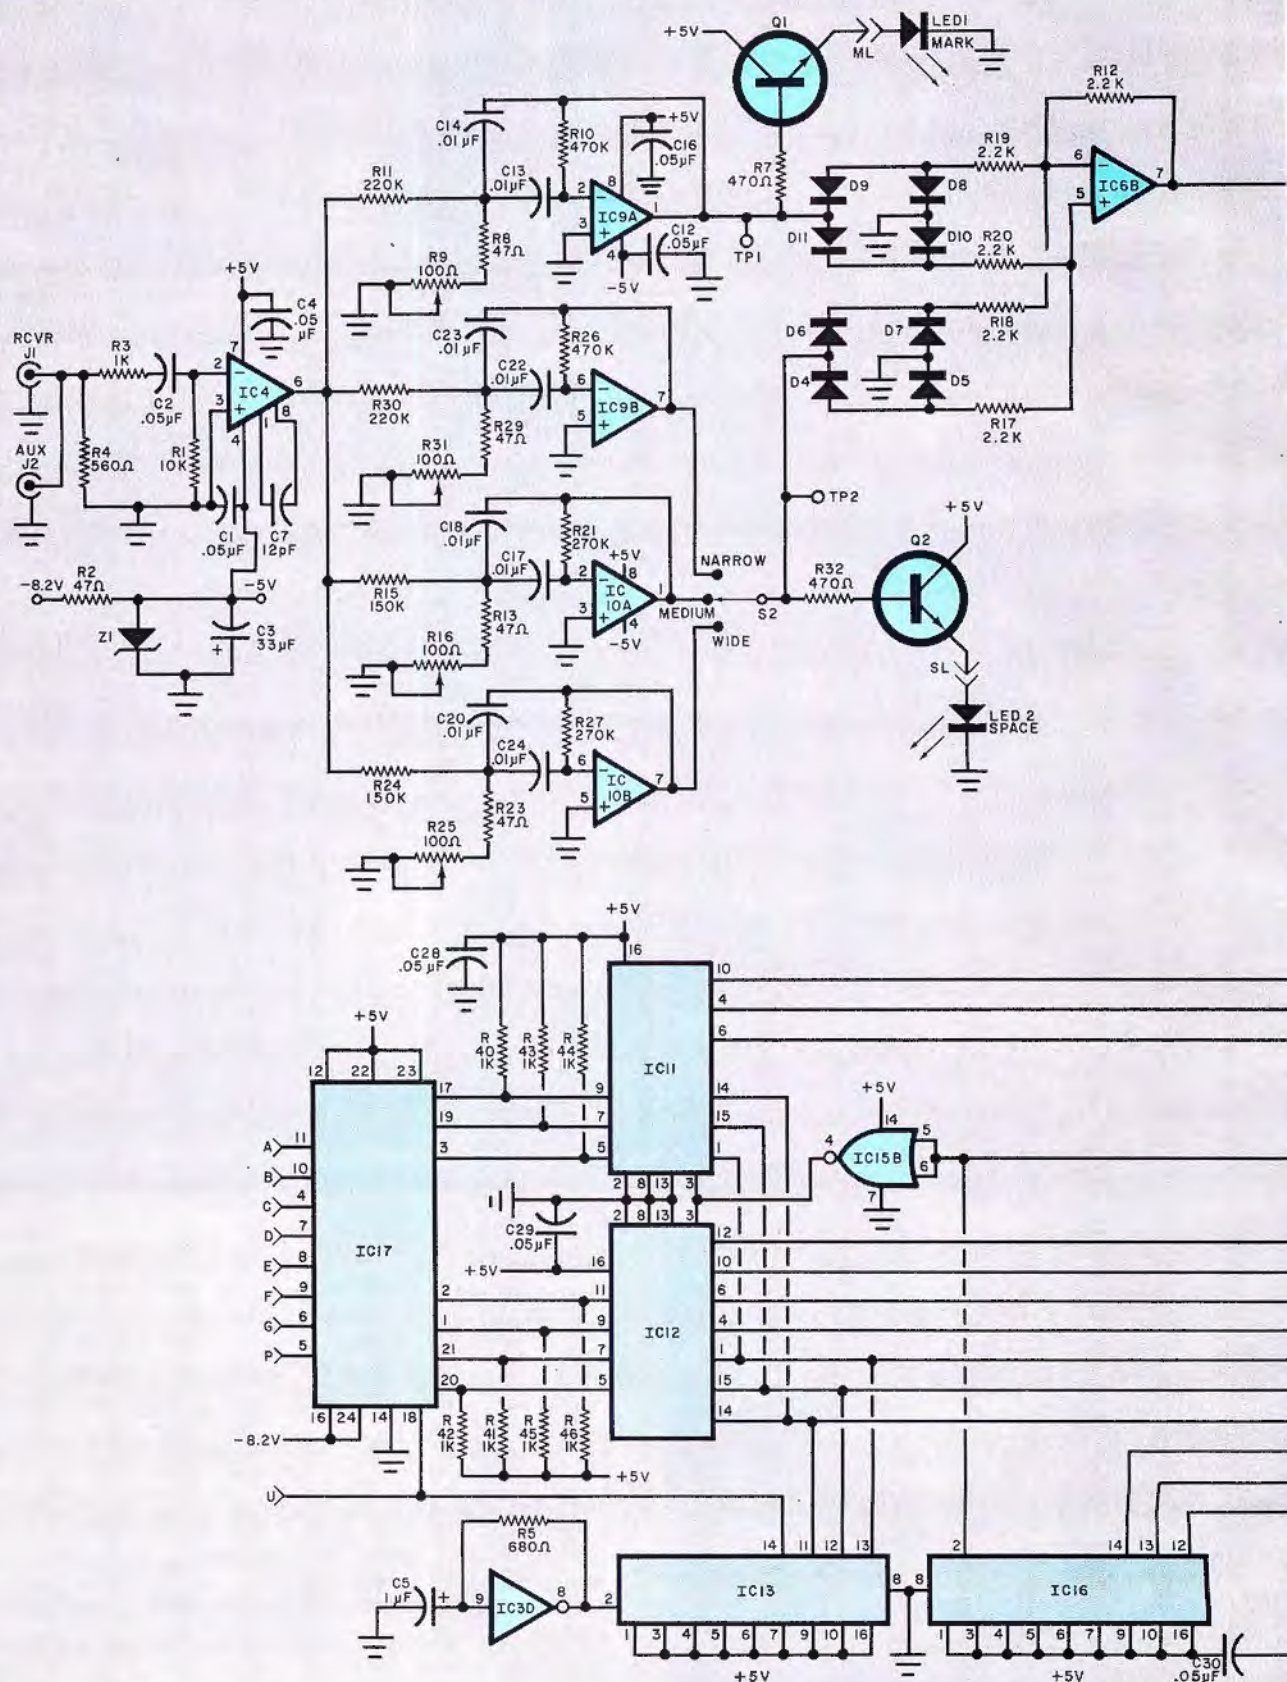 Q1
+5V
ML
LED1
MARK
R12
2.2K
C14
.01µF
R10
470K
+5V
C16
.05µF
R7
470Ω
R19
2.2K
6
7
IC6B
5
R11
220K
C13
.01µF
8
2
IC9A
1
3
4
C12
.05µF
-5V
TP1
D9
D8
D11
D10
R20
2.2K
R8
47Ω
R9
100Ω
+5V
C4
.05
µF
RCVR
J1
R3
1K
C2
.05µF
7
2
IC4
6
3
8
1
4
AUX
J2
R4
560Ω
R1
10K
C1
.05µF
C7
12pF
C23
.01µF
R26
470K
C22
.01µF
6
IC9B
7
5
R30
220K
R29
47Ω
R31
100Ω
D6
D7
D4
D5
R18
2.2K
R17
2.2K
TP2
-8.2V
R2
47Ω
-5V
Z1
C3
33µF
C18
.01µF
R21
270K
C17
.01µF
+5V
8
2
IC
10A
1
3
4
-5V
R15
150K
R13
47Ω
R16
100Ω
NARROW
MEDIUM
WIDE
S2
R32
470Ω
Q2
+5V
SL
LED 2
SPACE
C20
.01µF
R27
270K
C24
.01µF
6
IC
10B
7
5
R24
150K
R23
47Ω
R25
100Ω
+5V
C28
.05µF
16
10
4
6
R
40
1K
R
43
1K
R
44
1K
IC11
+5V
12 22 23
17 9 14
19 7 15
3 5 1
2 8 13 3
+5V
14
4
IC15B
5
6
7
A 11
B 10
C 4
D 7
E 8
F 9
G 6
P 5
IC17
C29
.05µF
2 8 13 3
+5V
16
12
10
2 11 6
1 9 4
21 7 1
20 5 15
14
IC12
16 24 14 18
-8.2V
R
42
1K
R
41
1K
R
45
1K
R
46
1K
+5V
U
R5
680Ω
C5
1µF
9
IC3D
8
2
14 11 12 13
IC13
8
8
2
14 13 12
IC16
1 3 4 5 6 7 9 10 16
+5V
1 3 4 5 6 7 9 10 16
+5V
C30
.05µF